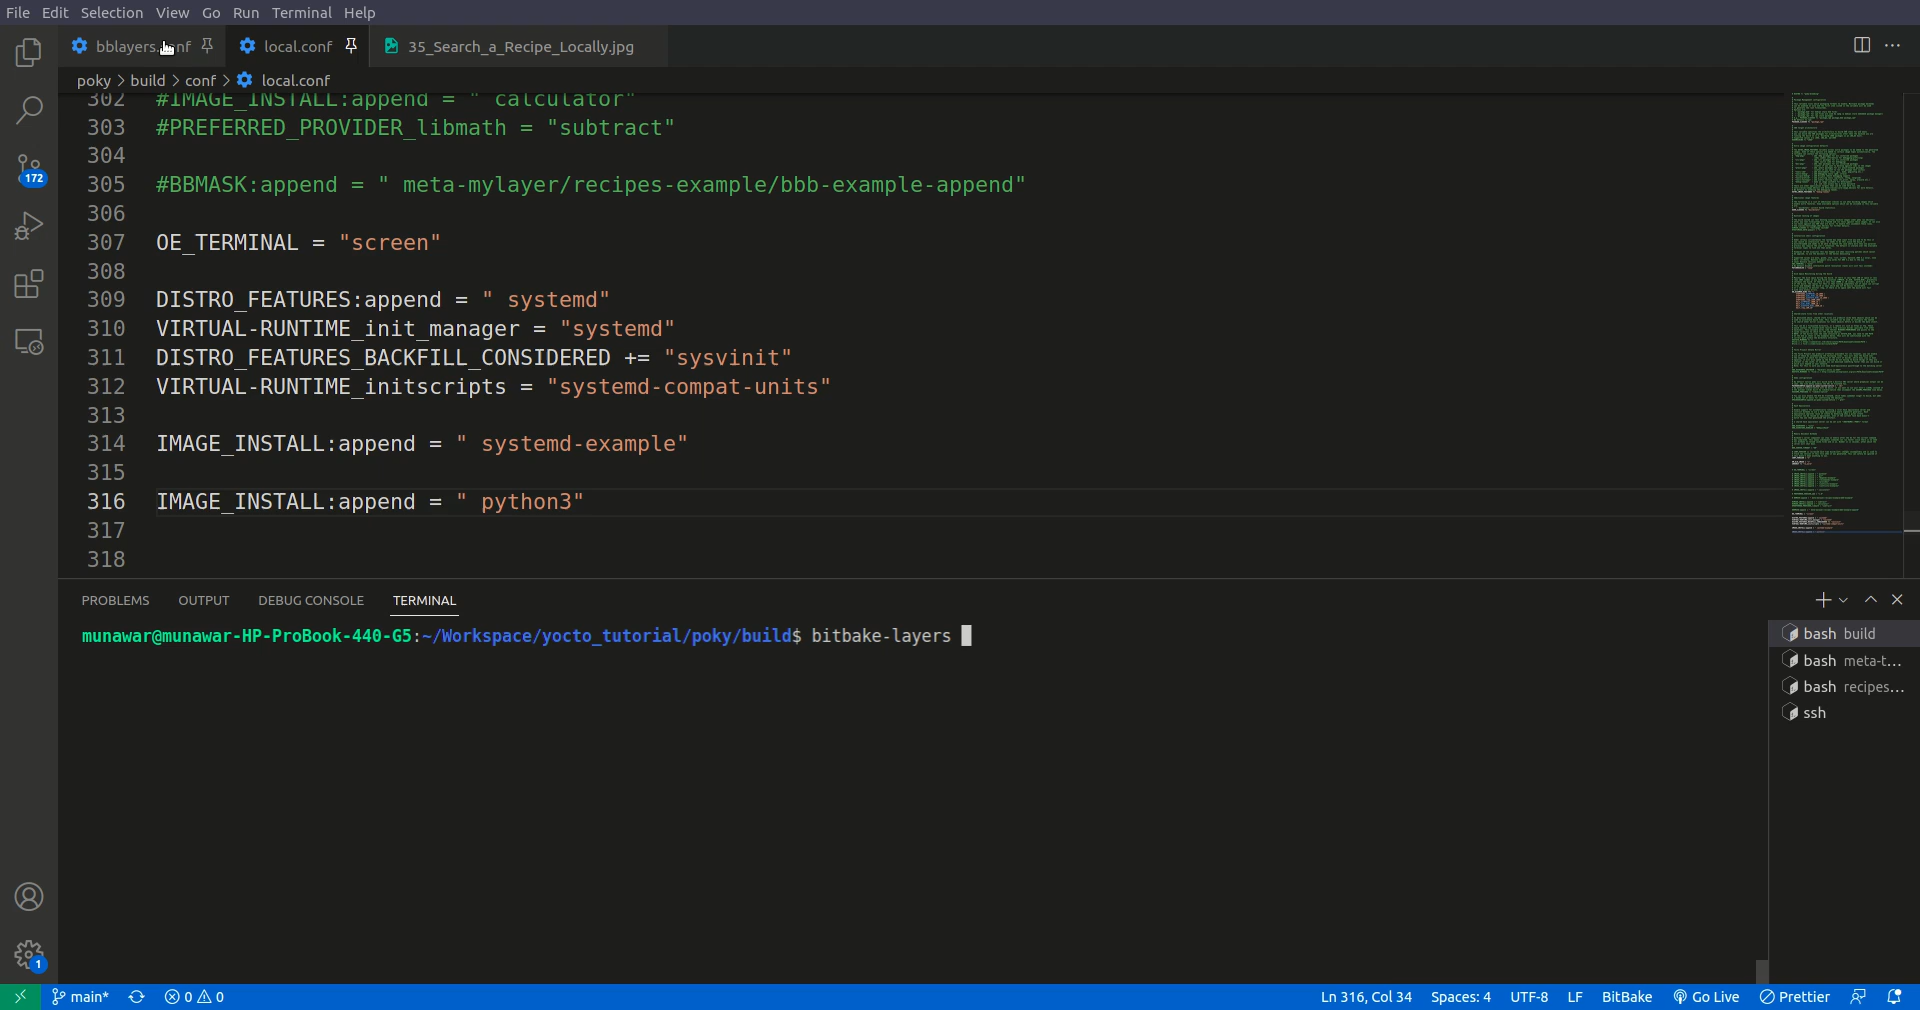 File Edit Selection View Go Run Terminal Help
bblayers.conf local.conf 35_Search_a_Recipe_Locally.jpg
poky > build > conf > local.conf
302 #IMAGE_INSTALL:append = " calculator"
303 #PREFERRED_PROVIDER_libmath = "subtract"
304
305 #BBMASK:append = " meta-mylayer/recipes-example/bbb-example-append"
306
307 OE_TERMINAL = "screen"
308
309 DISTRO_FEATURES:append = " systemd"
310 VIRTUAL-RUNTIME_init_manager = "systemd"
311 DISTRO_FEATURES_BACKFILL_CONSIDERED += "sysvinit"
312 VIRTUAL-RUNTIME_initscripts = "systemd-compat-units"
313
314 IMAGE_INSTALL:append = " systemd-example"
315
316 IMAGE_INSTALL:append = " python3"
317
318
172
PROBLEMS OUTPUT DEBUG CONSOLE TERMINAL
munawar@munawar-HP-ProBook-440-G5:~/Workspace/yocto_tutorial/poky/build$ bitbake-layers
bash build
bash meta-t...
bash recipes...
ssh
1
main* 0 0 Ln 316, Col 34 Spaces: 4 UTF-8 LF BitBake Go Live Prettier